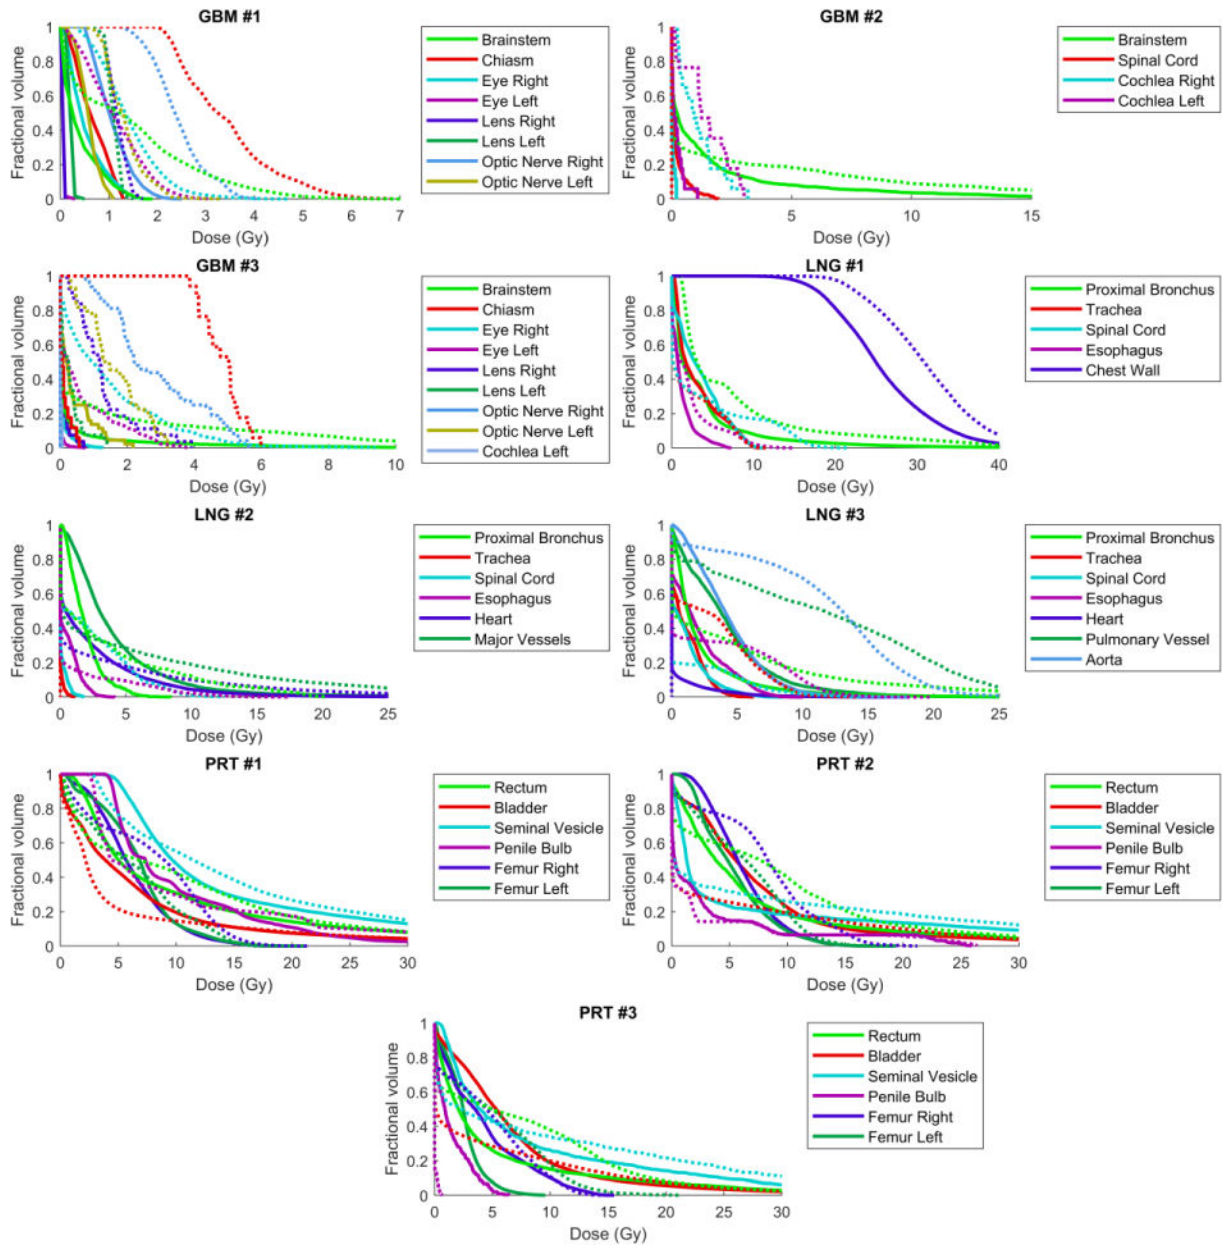 GBM #1
Fractional volume
1
0.8
0.6
0.4
0.2
0
0 1 2 3 4 5 6 7
Dose (Gy)
Brainstem
Chiasm
Eye Right
Eye Left
Lens Right
Lens Left
Optic Nerve Right
Optic Nerve Left
GBM #2
Fractional volume
1
0.8
0.6
0.4
0.2
0
0 5 10 15
Dose (Gy)
Brainstem
Spinal Cord
Cochlea Right
Cochlea Left
GBM #3
Fractional volume
1
0.8
0.6
0.4
0.2
0
0 2 4 6 8 10
Dose (Gy)
Brainstem
Chiasm
Eye Right
Eye Left
Lens Right
Lens Left
Optic Nerve Right
Optic Nerve Left
Cochlea Left
LNG #1
Fractional volume
1
0.8
0.6
0.4
0.2
0
0 10 20 30 40
Dose (Gy)
Proximal Bronchus
Trachea
Spinal Cord
Esophagus
Chest Wall
LNG #2
Fractional volume
1
0.8
0.6
0.4
0.2
0
0 5 10 15 20 25
Dose (Gy)
Proximal Bronchus
Trachea
Spinal Cord
Esophagus
Heart
Major Vessels
LNG #3
Fractional volume
1
0.8
0.6
0.4
0.2
0
0 5 10 15 20 25
Dose (Gy)
Proximal Bronchus
Trachea
Spinal Cord
Esophagus
Heart
Pulmonary Vessel
Aorta
PRT #1
Fractional volume
1
0.8
0.6
0.4
0.2
0
0 5 10 15 20 25 30
Dose (Gy)
Rectum
Bladder
Seminal Vesicle
Penile Bulb
Femur Right
Femur Left
PRT #2
Fractional volume
1
0.8
0.6
0.4
0.2
0
0 5 10 15 20 25 30
Dose (Gy)
Rectum
Bladder
Seminal Vesicle
Penile Bulb
Femur Right
Femur Left
PRT #3
Fractional volume
1
0.8
0.6
0.4
0.2
0
0 5 10 15 20 25 30
Dose (Gy)
Rectum
Bladder
Seminal Vesicle
Penile Bulb
Femur Right
Femur Left